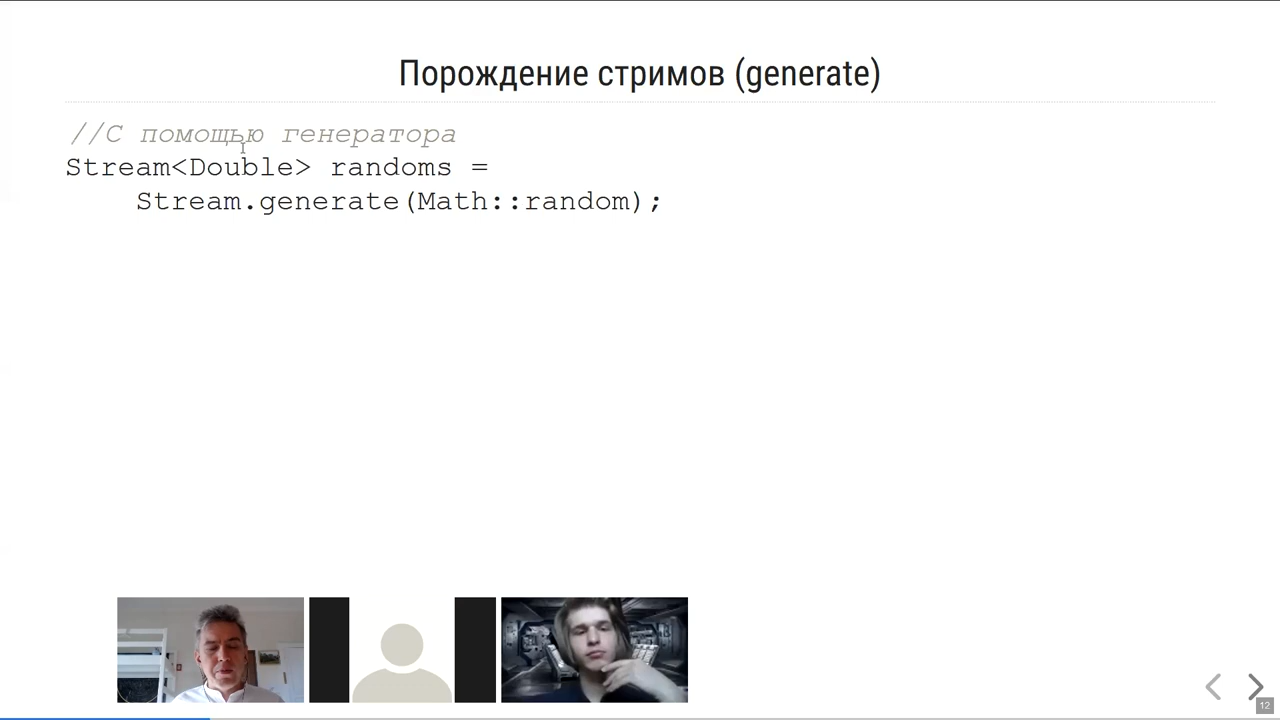 Порождение стримов (generate)
//С помощью генератора
Stream<Double> randoms =
Stream.generate(Math::random);
12